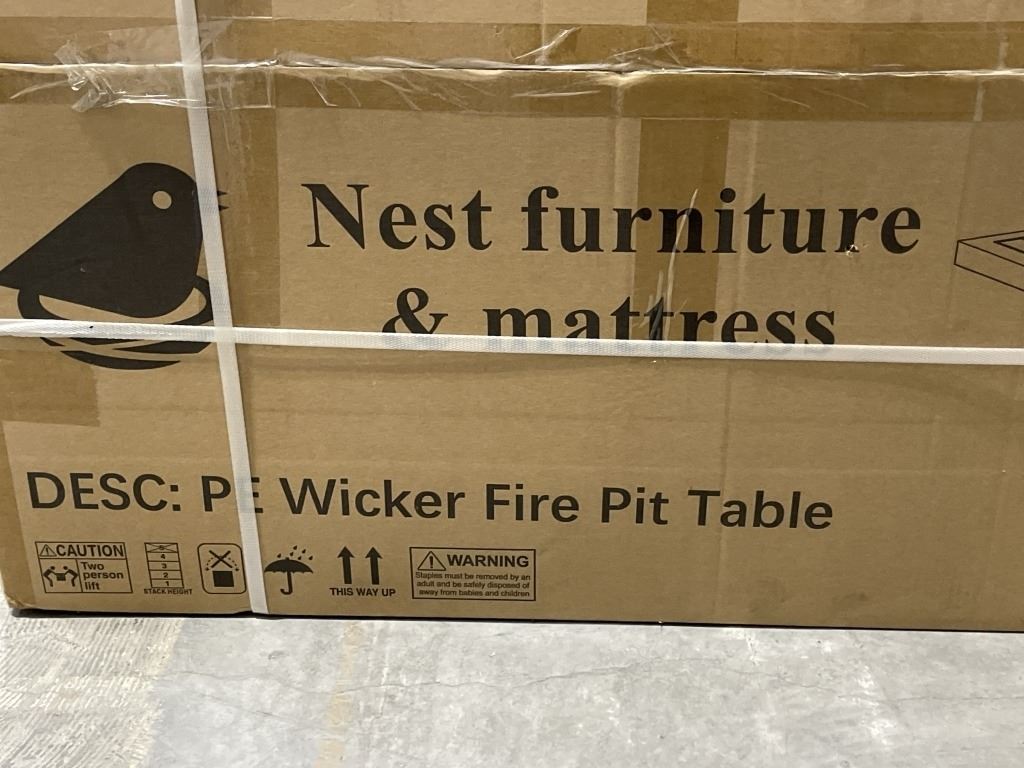 Nest furniture
& mattress
DESC: PE Wicker Fire Pit Table
CAUTION
Two
person
lift
4
3
2
1
STACK HEIGHT
THIS WAY UP
WARNING
Staples must be removed by an
adult and be safely disposed of
away from babies and children